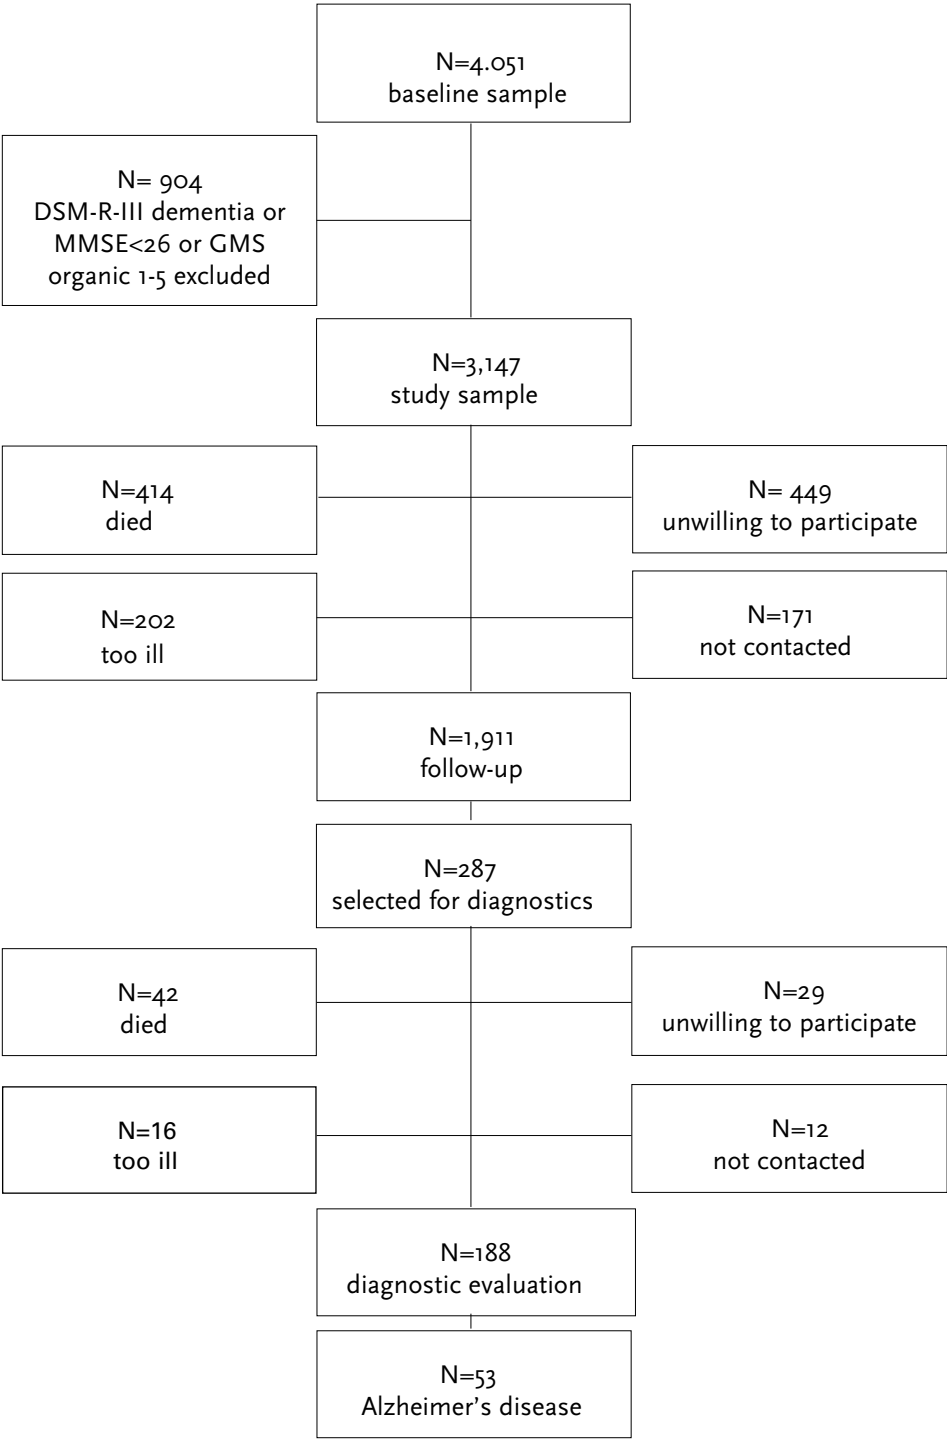 N=4.051
baseline sample
N= 904
DSM-R-III dementia or
MMSE<26 or GMS
organic 1-5 excluded
N=3,147
study sample
N=414
died
N= 449
unwilling to participate
N=202
too ill
N=171
not contacted
N=1,911
follow-up
N=287
selected for diagnostics
N=42
died
N=29
unwilling to participate
N=16
too ill
N=12
not contacted
N=188
diagnostic evaluation
N=53
Alzheimer's disease